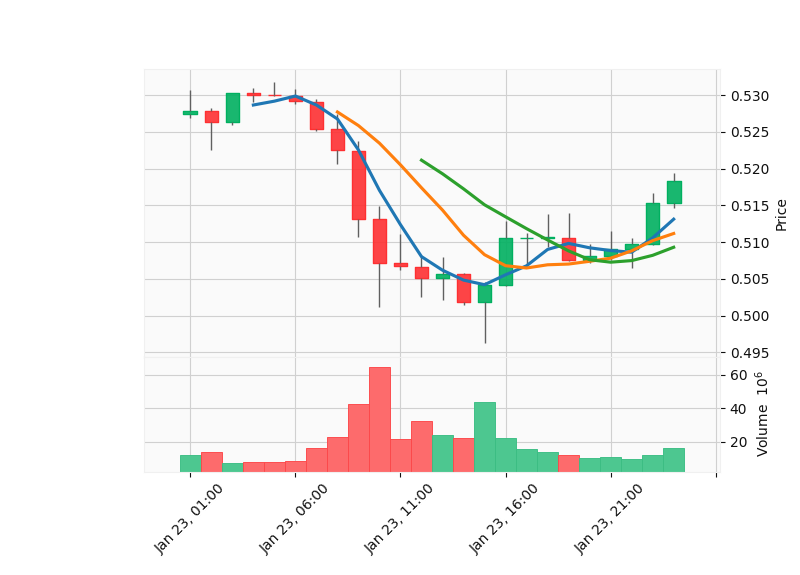 0.530
0.525
0.520
0.515
0.510
0.505
0.500
0.495
Price
60
40
20
Volume 10⁶
Jan 23, 01:00
Jan 23, 06:00
Jan 23, 11:00
Jan 23, 16:00
Jan 23, 21:00